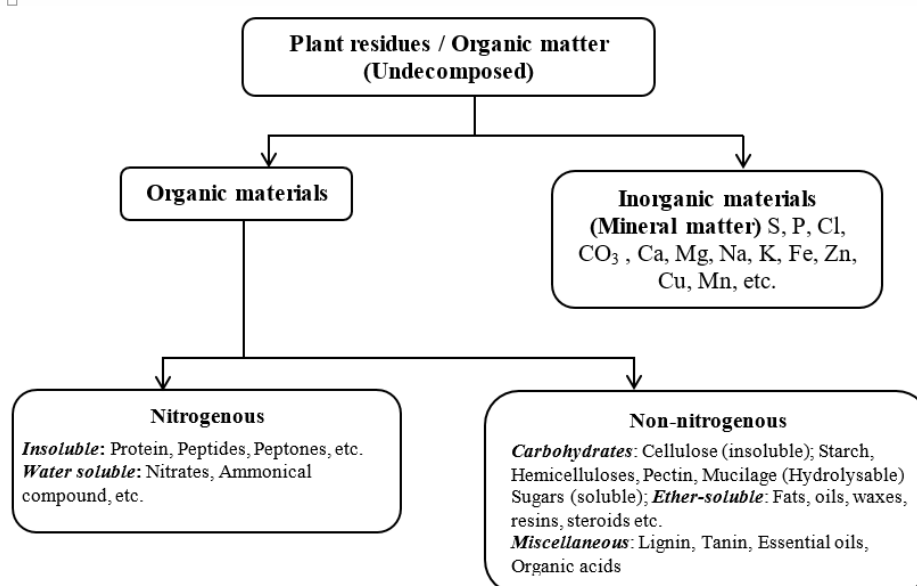 Plant residues / Organic matter
(Undecomposed)
Organic materials
Inorganic materials
(Mineral matter) S, P, Cl,
CO₃ , Ca, Mg, Na, K, Fe, Zn,
Cu, Mn, etc.
Nitrogenous
Insoluble: Protein, Peptides, Peptones, etc.
Water soluble: Nitrates, Ammonical
compound, etc.
Non-nitrogenous
Carbohydrates: Cellulose (insoluble); Starch,
Hemicelluloses, Pectin, Mucilage (Hydrolysable)
Sugars (soluble); Ether-soluble: Fats, oils, waxes,
resins, steroids etc.
Miscellaneous: Lignin, Tanin, Essential oils,
Organic acids